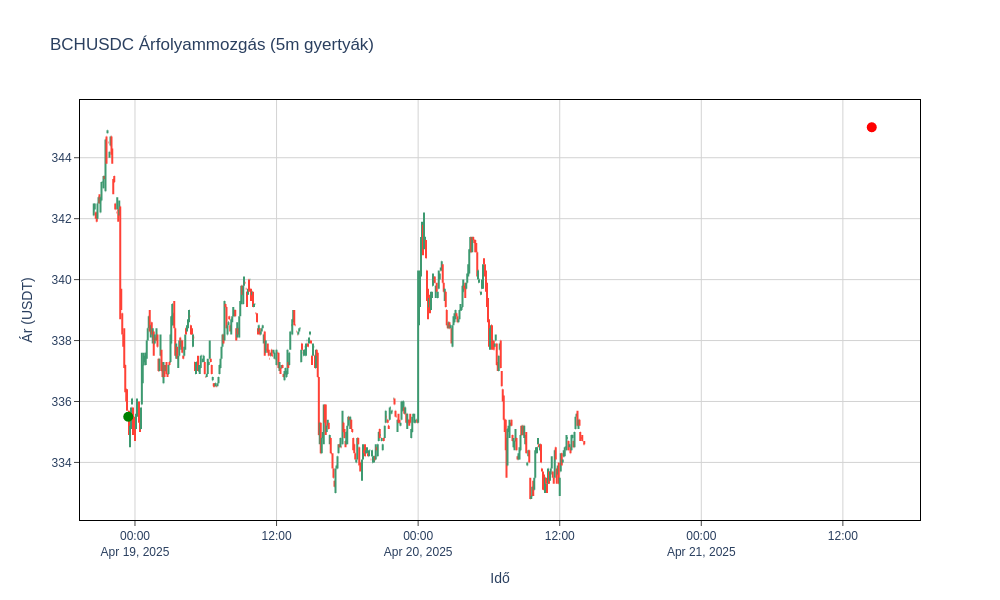 BCHUSDC Árfolyammozgás (5m gyertyák)
Ár (USDT)
344
342
340
338
336
334
00:00
Apr 19, 2025
12:00
00:00
Apr 20, 2025
12:00
00:00
Apr 21, 2025
12:00
Idő